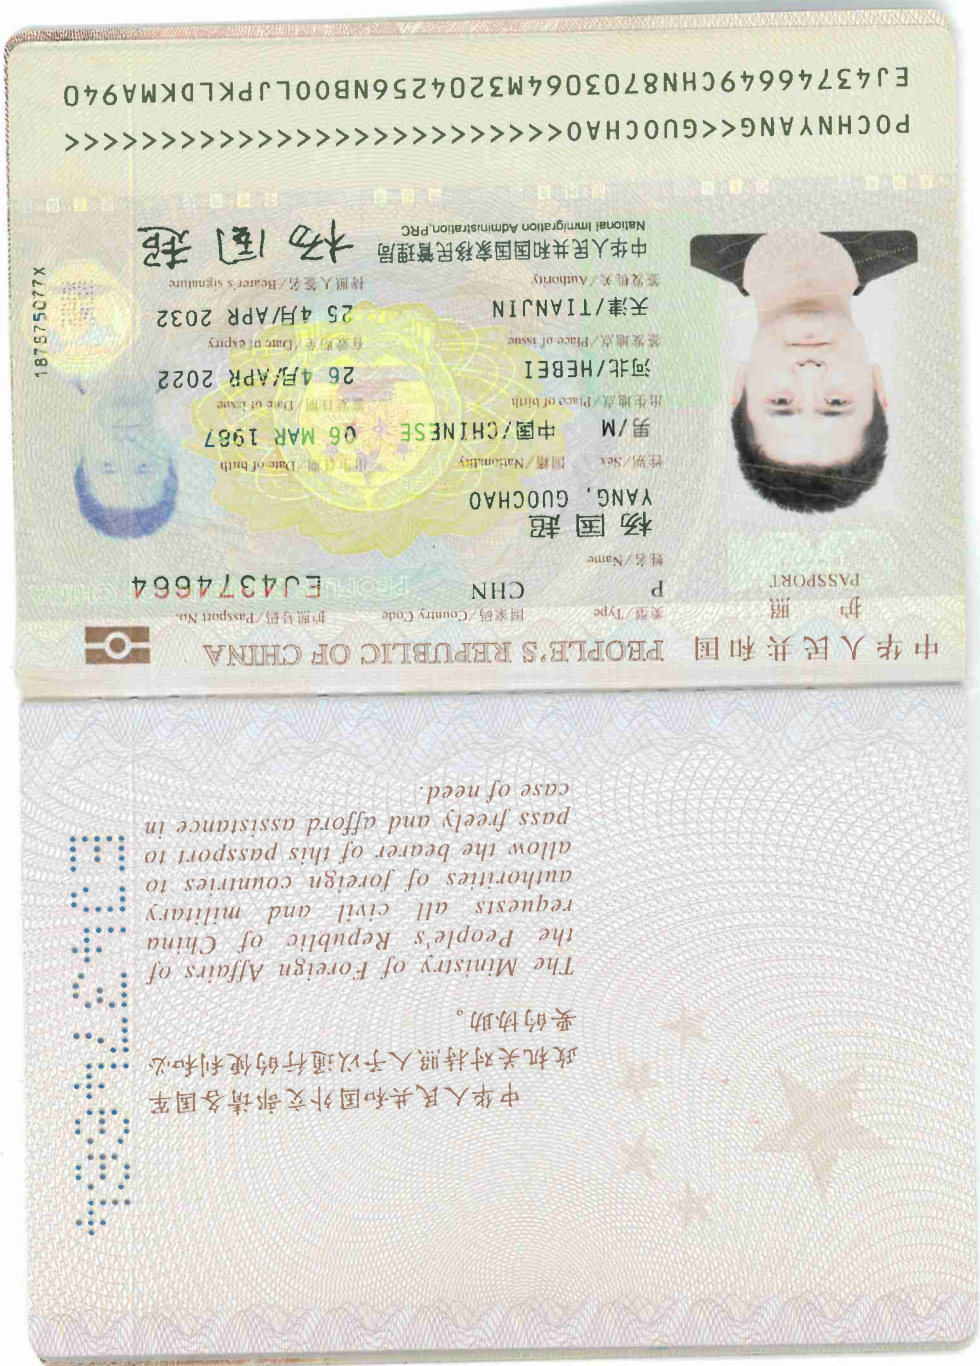 中华人民共和国外交部请各国军
政机关对持照人予以通行的便利和必
要的协助。
The Ministry of Foreign Affairs of
the People's Republic of China
requests all civil and military
authorities of foreign countries to
allow the bearer of this passport to
pass freely and afford assistance in
case of need.
EJ4374664
中华人民共和国 PEOPLE'S REPUBLIC OF CHINA
护照
PASSPORT
类型/Type 国家码/Country Code 护照号码/Passport No.
P CHN EJ4374664
姓名/Name
杨国超
YANG, GUOCHAO
性别/Sex 国籍/Nationality 出生日期/Date of birth
男/M 中国/CHINESE 06 MAR 1987
出生地点/Place of birth 签发日期/Date of issue
河北/HEBEI 26 4月/APR 2022
签发地点/Place of issue 有效期至/Date of expiry
天津/TIANJIN 25 4月/APR 2032
签发机关/Authority 持照人签名/Bearer's signature
中华人民共和国国家移民管理局 杨国超
National Immigration Administration,PRC
187875077X
POCHNYANG<<GUOCHAO<<<<<<<<<<<<<<<<<<<<<<<<<<
EJ43746649CHN8703064M3204256NBOOLJPKLDKMA940